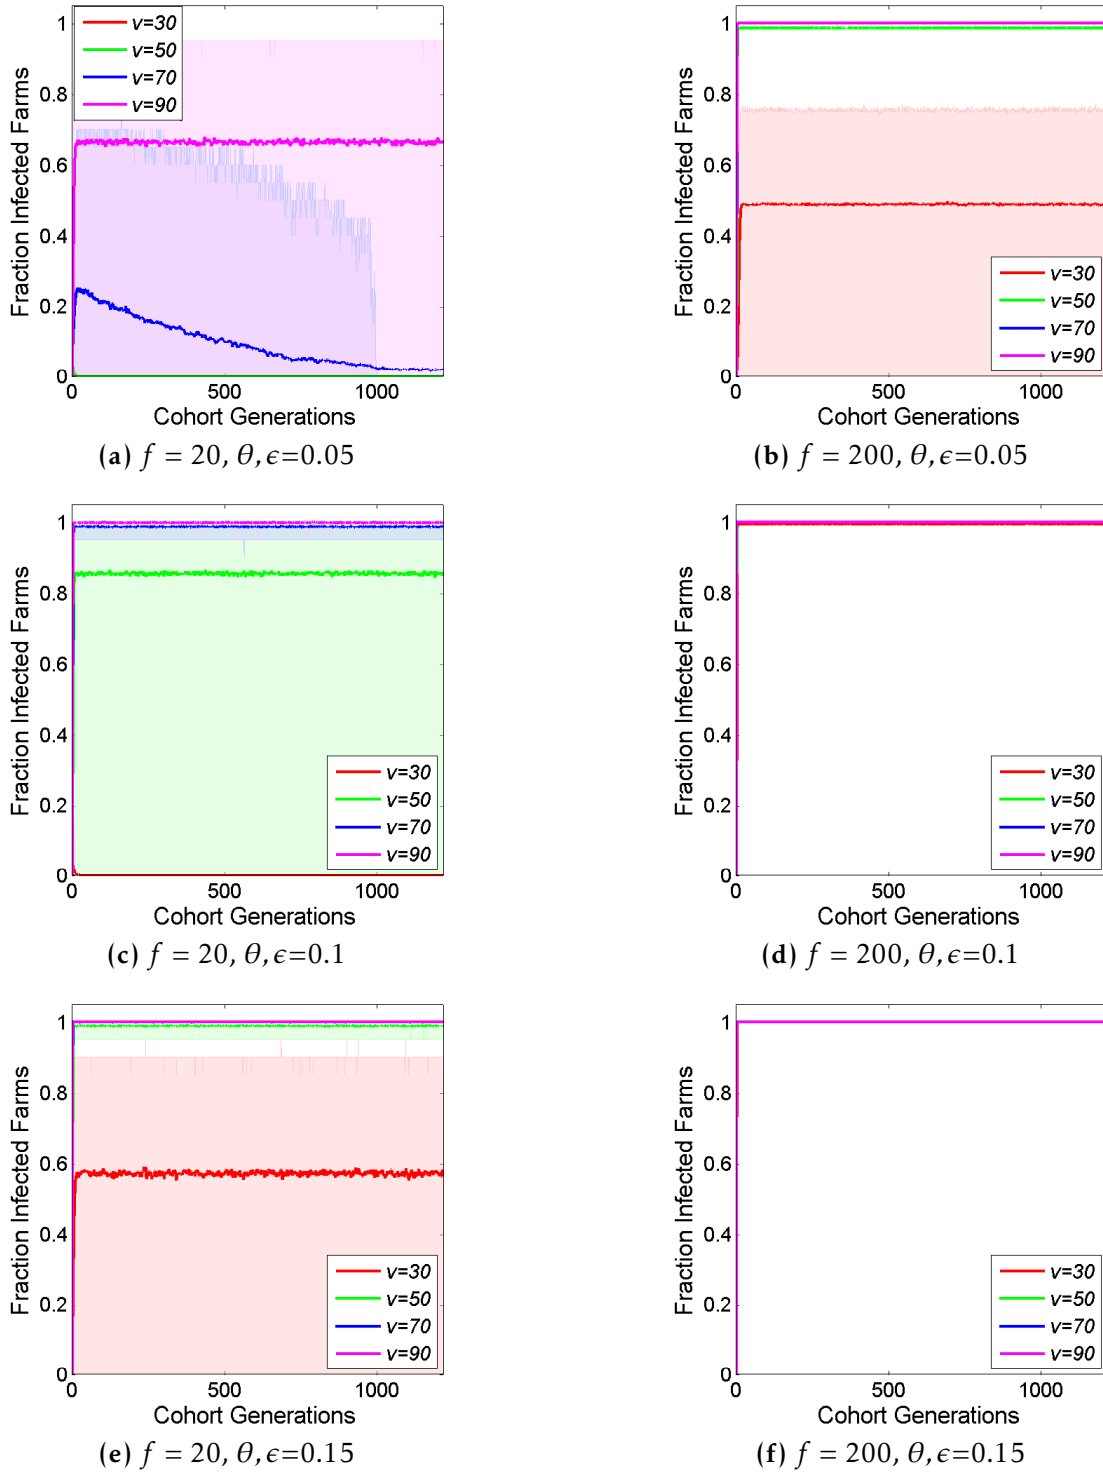 1
0.8
0.6
0.4
0.2
0
Fraction Infected Farms
v=30
v=50
v=70
v=90
0 500 1000
Cohort Generations
(a) f = 20, θ,ϵ=0.05
1
0.8
0.6
0.4
0.2
0
Fraction Infected Farms
v=30
v=50
v=70
v=90
0 500 1000
Cohort Generations
(b) f = 200, θ,ϵ=0.05
1
0.8
0.6
0.4
0.2
0
Fraction Infected Farms
v=30
v=50
v=70
v=90
0 500 1000
Cohort Generations
(c) f = 20, θ,ϵ=0.1
1
0.8
0.6
0.4
0.2
0
Fraction Infected Farms
v=30
v=50
v=70
v=90
0 500 1000
Cohort Generations
(d) f = 200, θ,ϵ=0.1
1
0.8
0.6
0.4
0.2
0
Fraction Infected Farms
v=30
v=50
v=70
v=90
0 500 1000
Cohort Generations
(e) f = 20, θ,ϵ=0.15
1
0.8
0.6
0.4
0.2
0
Fraction Infected Farms
v=30
v=50
v=70
v=90
0 500 1000
Cohort Generations
(f) f = 200, θ,ϵ=0.15